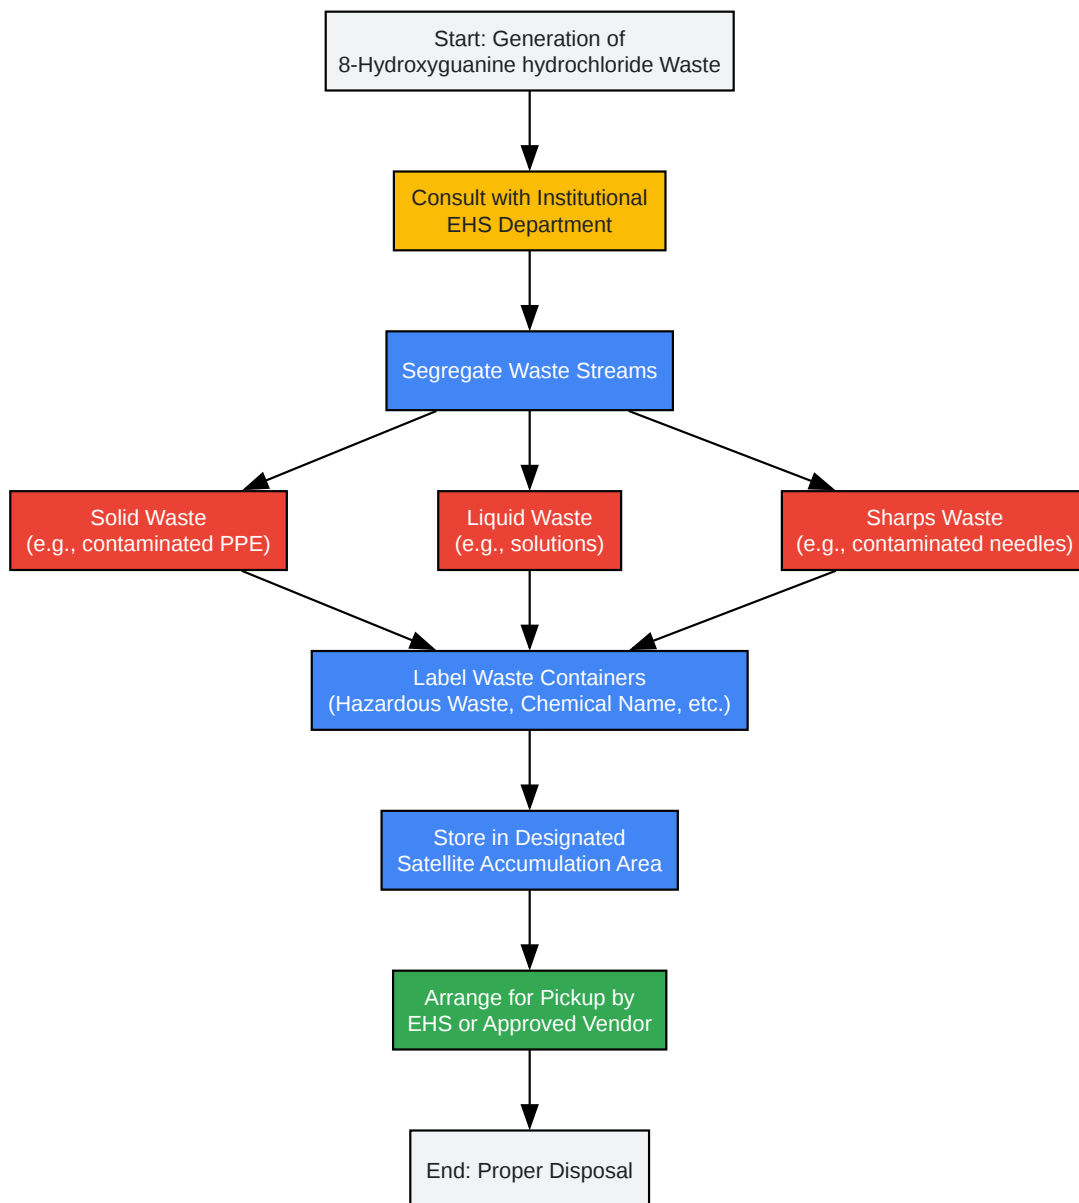 Start: Generation of
8-Hydroxyguanine hydrochloride Waste
Consult with Institutional
EHS Department
Segregate Waste Streams
Solid Waste
(e.g., contaminated PPE)
Liquid Waste
(e.g., solutions)
Sharps Waste
(e.g., contaminated needles)
Label Waste Containers
(Hazardous Waste, Chemical Name, etc.)
Store in Designated
Satellite Accumulation Area
Arrange for Pickup by
EHS or Approved Vendor
End: Proper Disposal